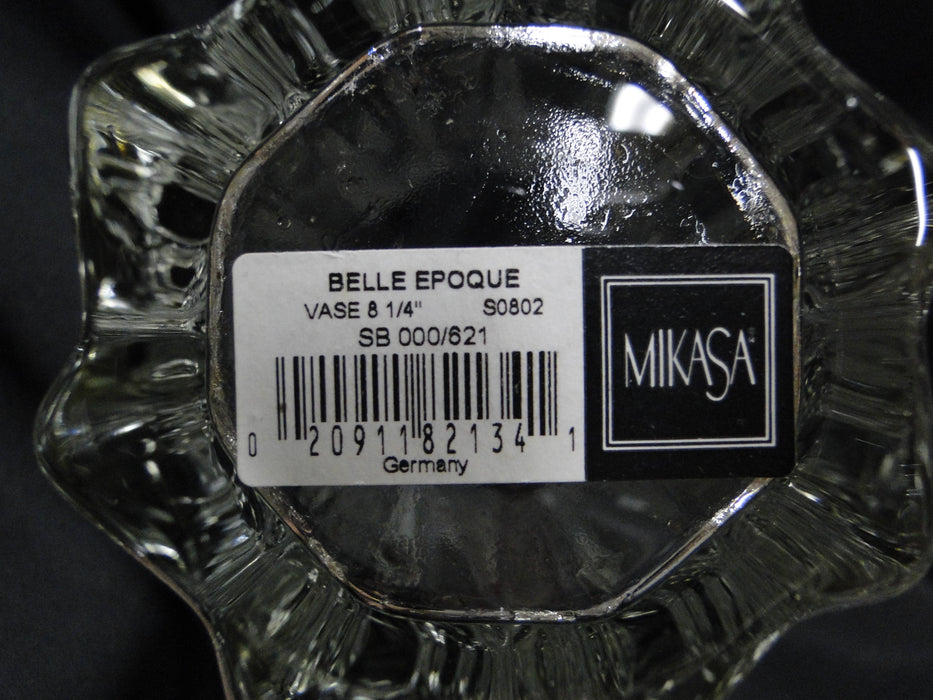 BELLE EPOQUE
VASE 8 1/4" S0802
SB 000/621
0 20911 82134 1
Germany
MIKASA